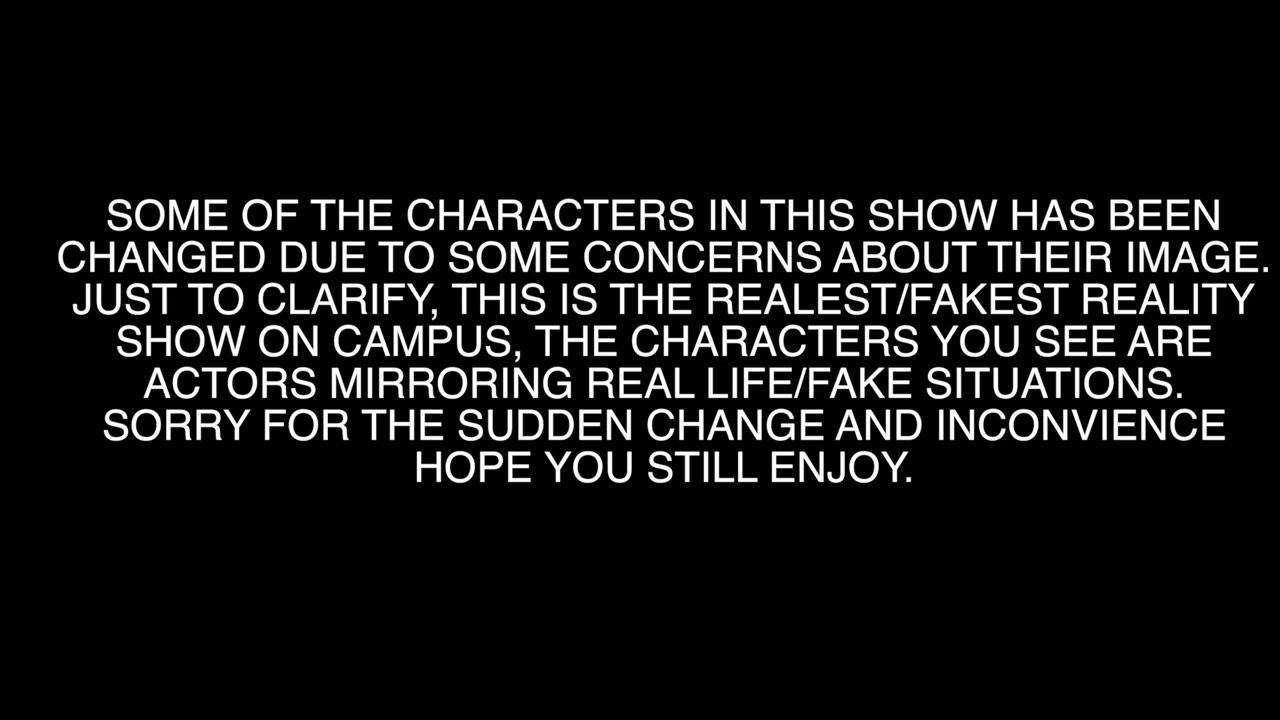 SOME OF THE CHARACTERS IN THIS SHOW HAS BEEN
CHANGED DUE TO SOME CONCERNS ABOUT THEIR IMAGE.
JUST TO CLARIFY, THIS IS THE REALEST/FAKEST REALITY
SHOW ON CAMPUS, THE CHARACTERS YOU SEE ARE
ACTORS MIRRORING REAL LIFE/FAKE SITUATIONS.
SORRY FOR THE SUDDEN CHANGE AND INCONVIENCE
HOPE YOU STILL ENJOY.